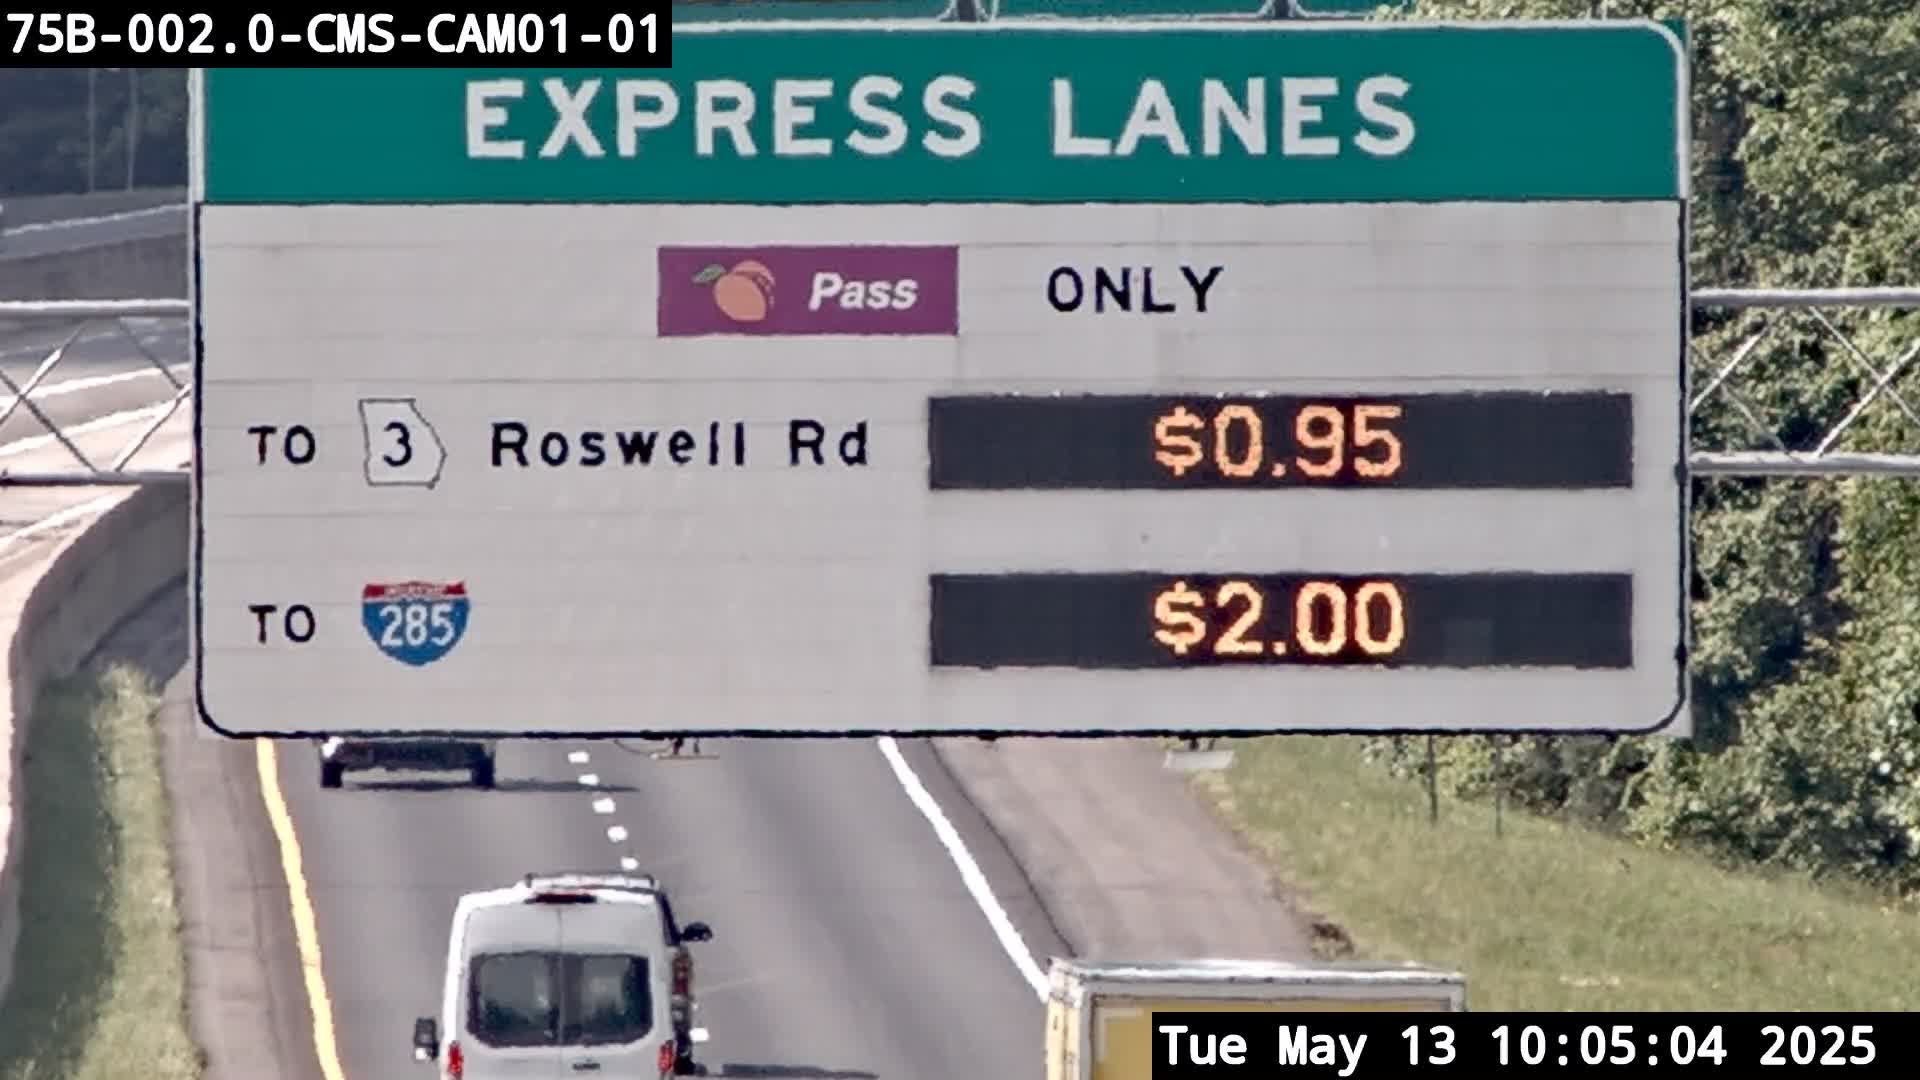 75B-002.0-CMS-CAM01-01
EXPRESS LANES
Pass ONLY
TO 3 Roswell Rd $0.95
TO 285 $2.00
Tue May 13 10:05:04 2025